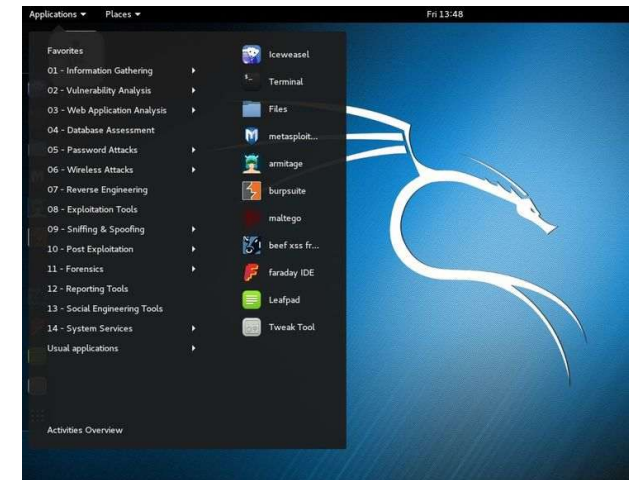 Applications Places Fri 13:48
Favorites
01 - Information Gathering
02 - Vulnerability Analysis
03 - Web Application Analysis
04 - Database Assessment
05 - Password Attacks
06 - Wireless Attacks
07 - Reverse Engineering
08 - Exploitation Tools
09 - Sniffing & Spoofing
10 - Post Exploitation
11 - Forensics
12 - Reporting Tools
13 - Social Engineering Tools
14 - System Services
Usual applications
Activities Overview
Iceweasel
Terminal
Files
metasploit...
armitage
burpsuite
maltego
beef xss fr...
faraday IDE
Leafpad
Tweak Tool